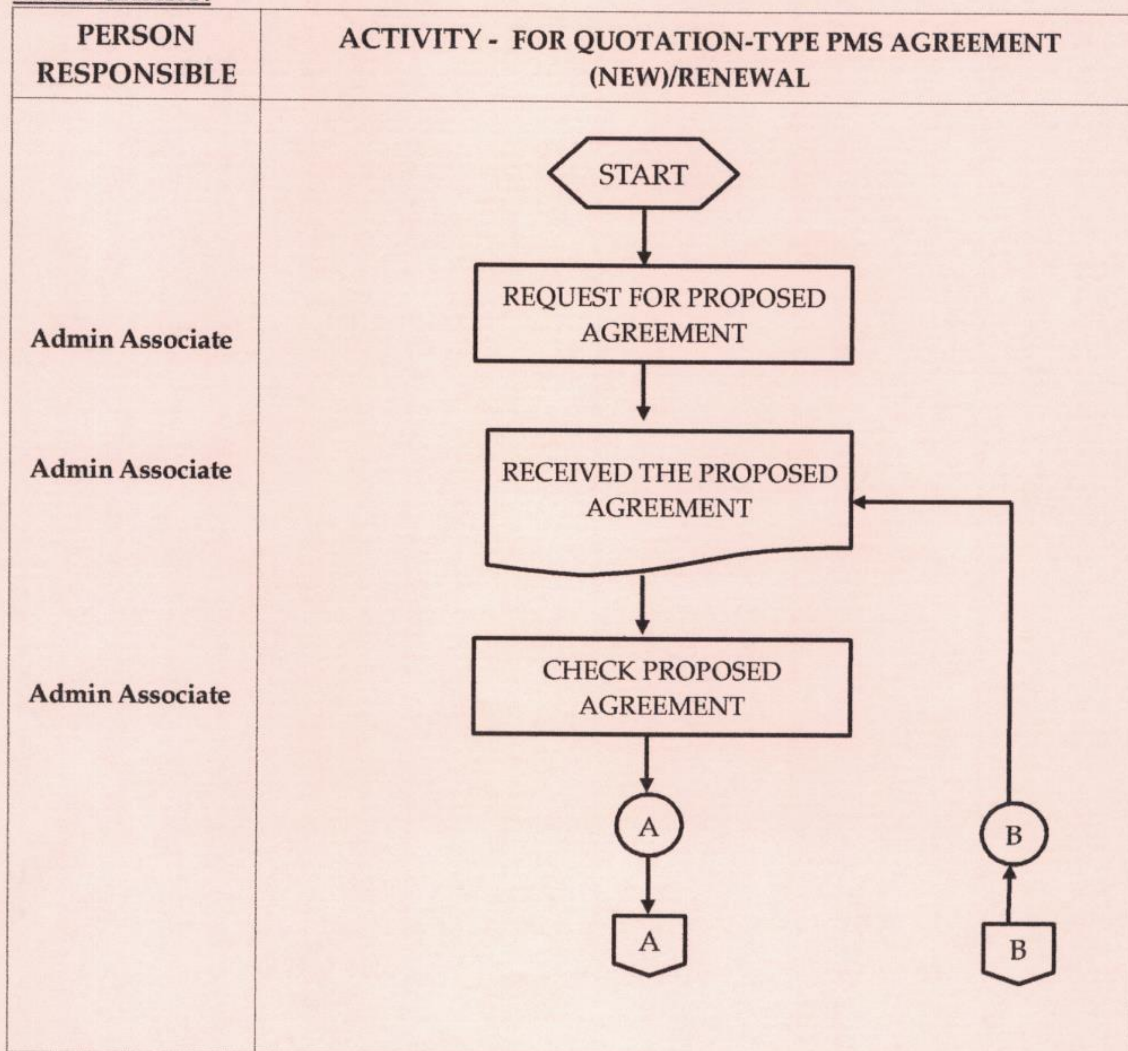 PERSON
RESPONSIBLE
ACTIVITY - FOR QUOTATION-TYPE PMS AGREEMENT
(NEW)/RENEWAL
START
REQUEST FOR PROPOSED
AGREEMENT
Admin Associate
RECEIVED THE PROPOSED
AGREEMENT
Admin Associate
CHECK PROPOSED
AGREEMENT
Admin Associate
A
B
A
B